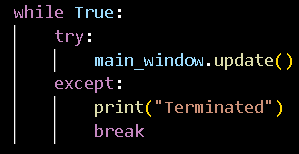 while True:
    try:
        main_window.update()
    except:
        print("Terminated")
        break